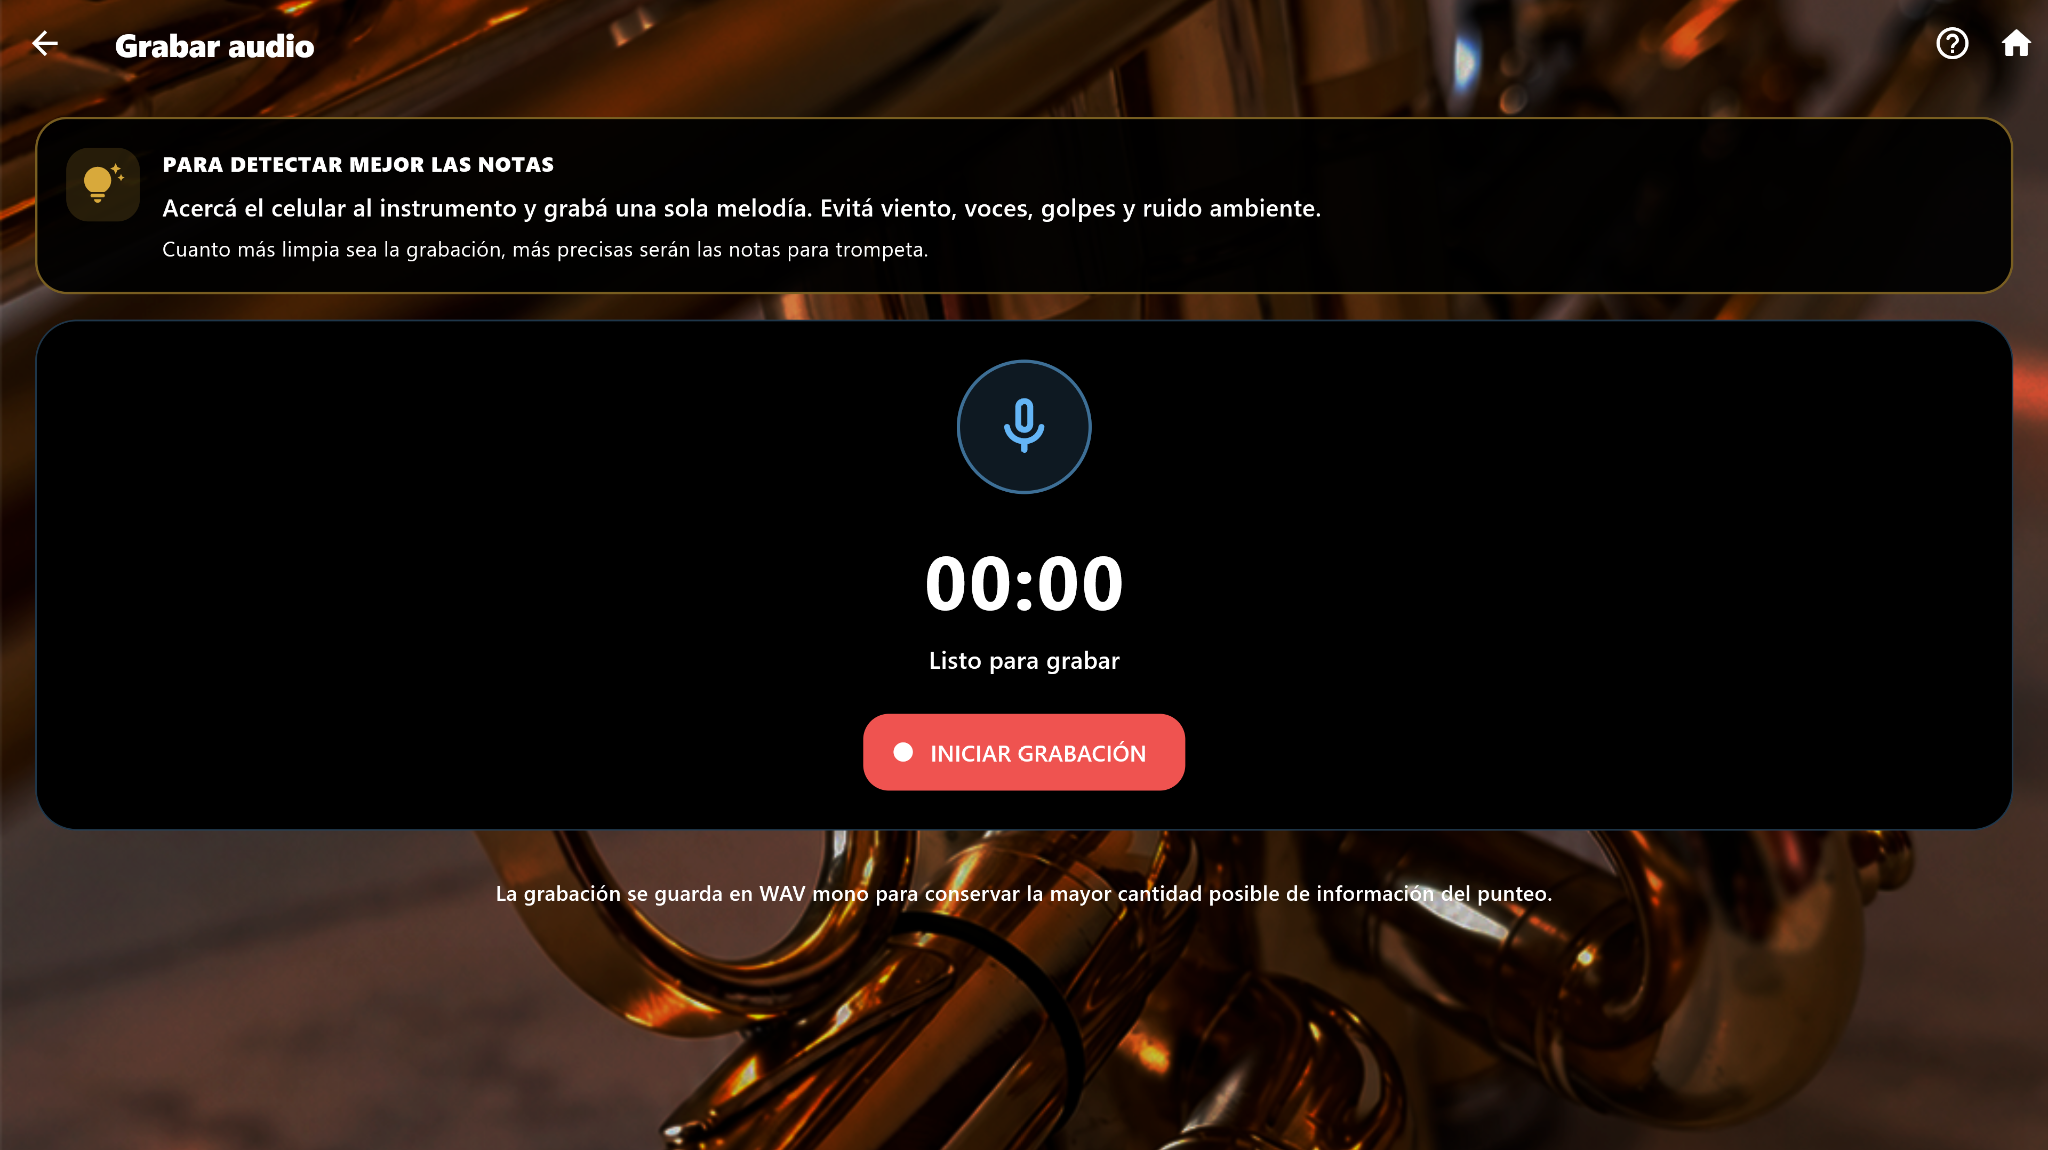 Grabar audio
PARA DETECTAR MEJOR LAS NOTAS
Acercá el celular al instrumento y grabá una sola melodía. Evitá viento, voces, golpes y ruido ambiente.
Cuanto más limpia sea la grabación, más precisas serán las notas para trompeta.
00:00
Listo para grabar
INICIAR GRABACIÓN
La grabación se guarda en WAV mono para conservar la mayor cantidad posible de información del punteo.